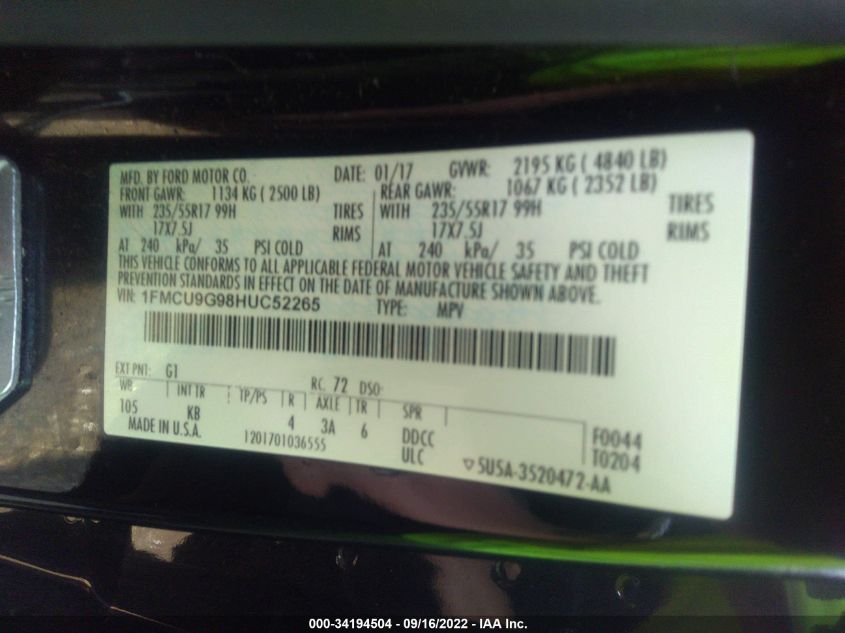 MFD. BY FORD MOTOR CO.
DATE: 01/17 GVWR: 2195 KG ( 4840 LB)
FRONT GAWR: 1134 KG ( 2500 LB) REAR GAWR: 1067 KG ( 2352 LB)
WITH 235/55R17 99H TIRES WITH 235/55R17 99H TIRES
17X7.5J RIMS 17X7.5J RIMS
AT 240 kPa/ 35 PSI COLD AT 240 kPa/ 35 PSI COLD
THIS VEHICLE CONFORMS TO ALL APPLICABLE FEDERAL MOTOR VEHICLE SAFETY AND THEFT
PREVENTION STANDARDS IN EFFECT ON THE DATE OF MANUFACTURE SHOWN ABOVE.
VIN: 1FMCU9G98HUC52265 TYPE: MPV
EXT PNT: G1 RC: 72 DSO:
WB INT TR TP/PS R AXLE TR SPR
105 KB 4 3A 6 DDCC F0044
MADE IN U.S.A. 1201701036555 ULC T0204
▽5U5A-3520472-AA
000-34194504 - 09/16/2022 - IAA Inc.